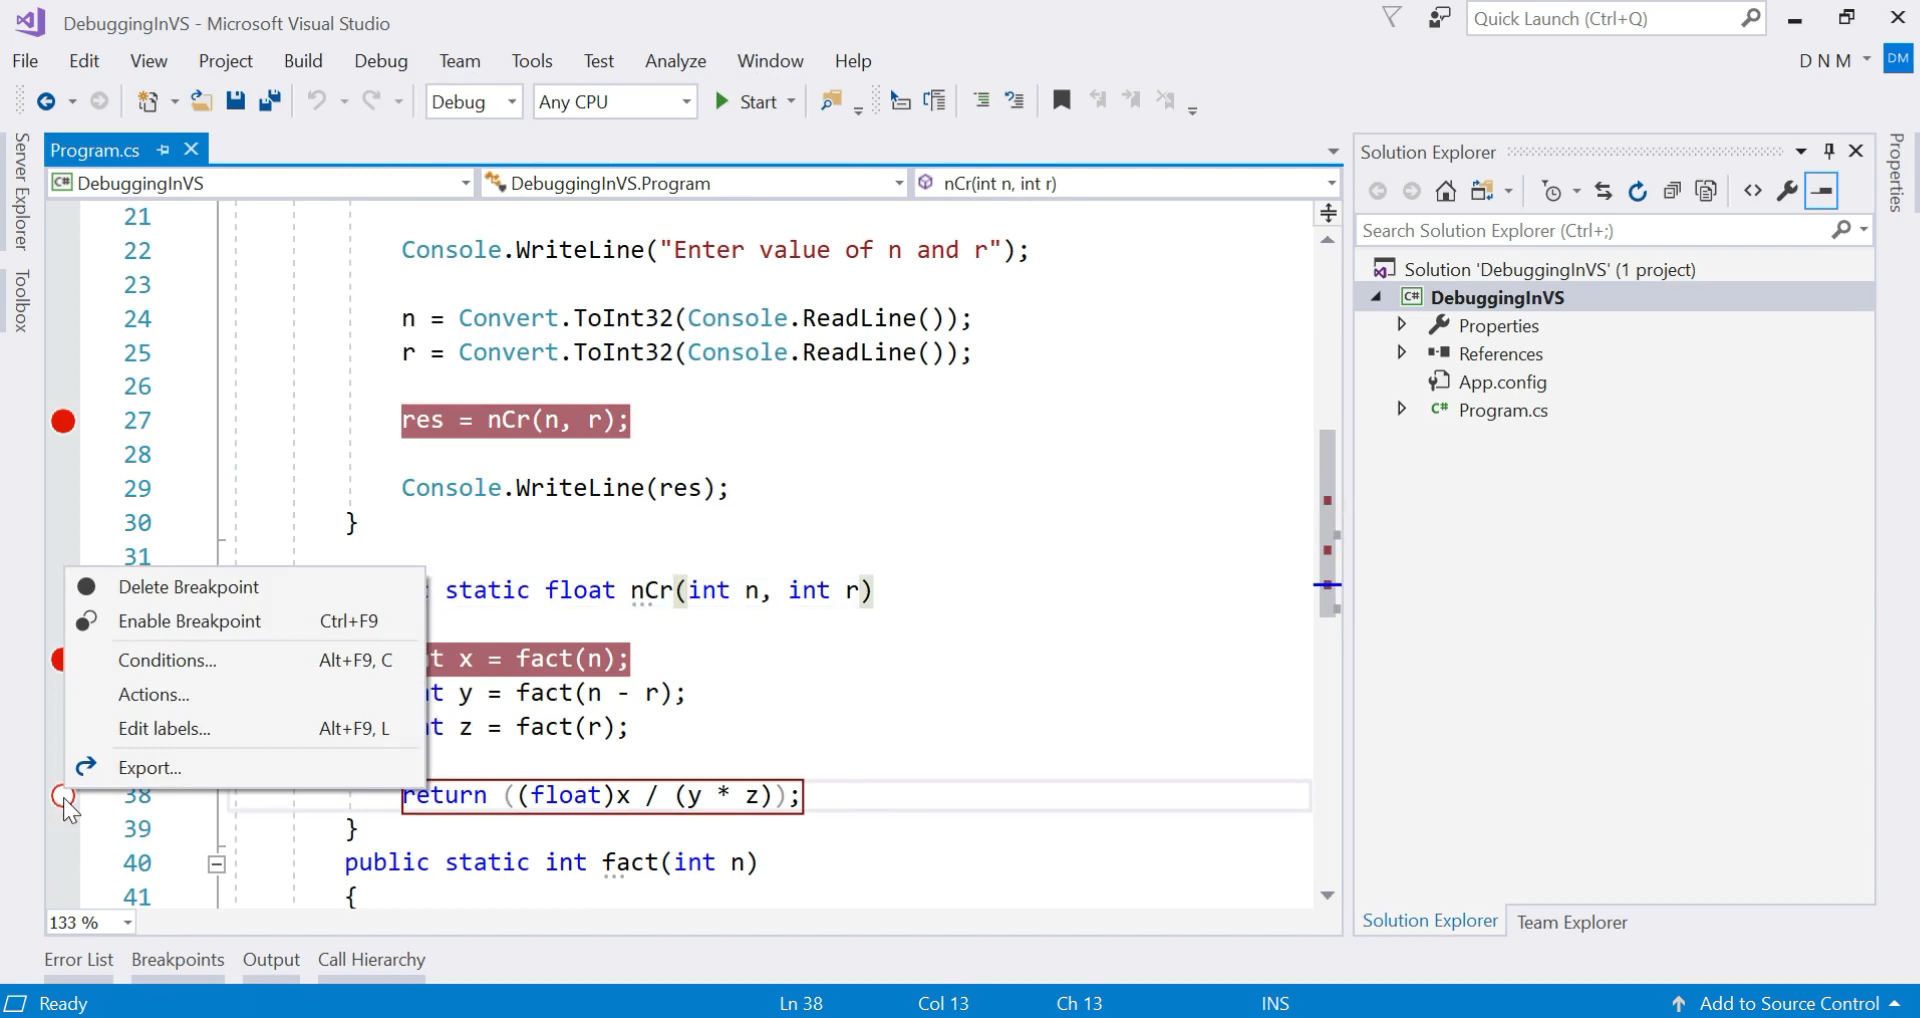 DebuggingInVS - Microsoft Visual Studio
Quick Launch (Ctrl+Q)
File Edit View Project Build Debug Team Tools Test Analyze Window Help
D N M DM
Debug Any CPU Start
Server Explorer
Toolbox
Program.cs
DebuggingInVS DebuggingInVS.Program nCr(int n, int r)
21
22 Console.WriteLine("Enter value of n and r");
23
24 n = Convert.ToInt32(Console.ReadLine());
25 r = Convert.ToInt32(Console.ReadLine());
26
27 res = nCr(n, r);
28
29 Console.WriteLine(res);
30 }
31
static float nCr(int n, int r)
t x = fact(n);
t y = fact(n - r);
t z = fact(r);
38 return ((float)x / (y * z));
39 }
40 public static int fact(int n)
41 {
Delete Breakpoint
Enable Breakpoint Ctrl+F9
Conditions... Alt+F9, C
Actions...
Edit labels... Alt+F9, L
Export...
133 %
Solution Explorer
Search Solution Explorer (Ctrl+;)
Solution 'DebuggingInVS' (1 project)
C# DebuggingInVS
Properties
References
App.config
C# Program.cs
Solution Explorer Team Explorer
Properties
Error List Breakpoints Output Call Hierarchy
Ready Ln 38 Col 13 Ch 13 INS Add to Source Control